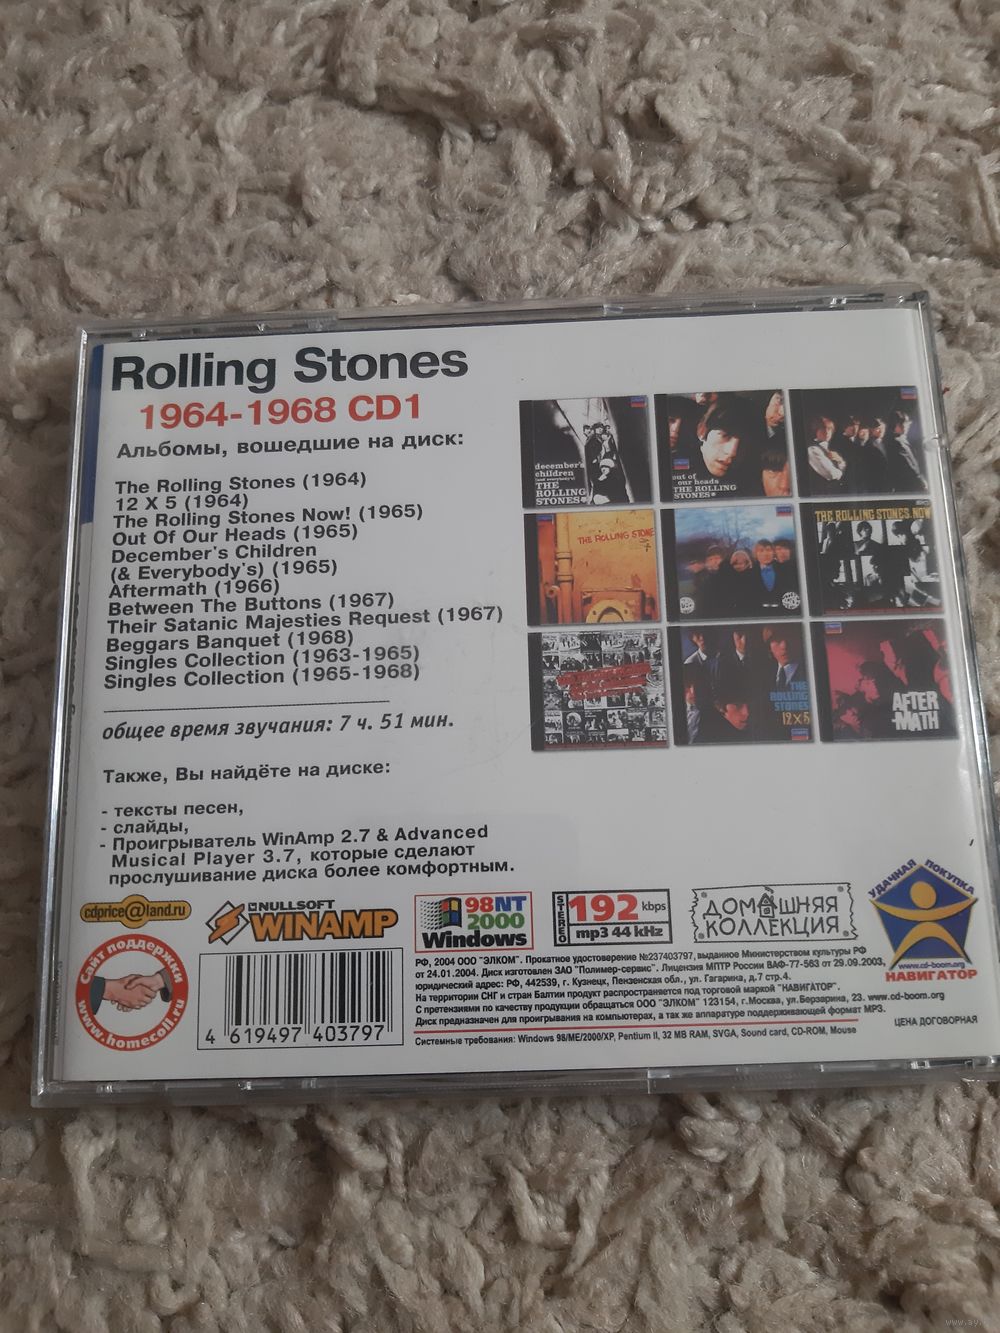 Rolling Stones
1964-1968 CD1
Альбомы, вошедшие на диск:
The Rolling Stones (1964)
12 X 5 (1964)
The Rolling Stones Now! (1965)
Out Of Our Heads (1965)
December's Children
(& Everybody's) (1965)
Aftermath (1966)
Between The Buttons (1967)
Their Satanic Majesties Request (1967)
Beggars Banquet (1968)
Singles Collection (1963-1965)
Singles Collection (1965-1968)
общее время звучания: 7 ч. 51 мин.
Также, Вы найдёте на диске:
- тексты песен,
- слайды,
- Проигрыватель WinAmp 2.7 & Advanced
Musical Player 3.7, которые сделают
прослушивание диска более комфортным.
december's
children
(and everybody's)
THE
ROLLING
STONES
out of
our heads
THE ROLLING
STONES
THE ROLLING STONES
THE ROLLING STONES, NOW
THE
ROLLING
STONES
12x5
AFTER
-MATH
cdprice@land.ru
Сайт поддержки
www.homecoll.ru
NULLSOFT
WINAMP
98NT
2000
Windows
STEREO
192 kbps
mp3 44 kHz
ДОМАШНЯЯ
КОЛЛЕКЦИЯ
УДАЧНАЯ ПОКУПКА
www.cd-boom.org
НАВИГАТОР
4 619497 403797
РФ, 2004 ООО "ЭЛКОМ". Прокатное удостоверение №237403797, выданное Министерством культуры РФ
от 24.01.2004. Диск изготовлен ЗАО "Полимер-сервис". Лицензия МПТР России ВАФ-77-563 от 29.09.2003,
юридический адрес: РФ, 442539, г. Кузнецк, Пензенская обл., ул. Гагарина, д.7 стр.4.
На территории СНГ и стран Балтии продукт распространяется под торговой маркой "НАВИГАТОР".
С претензиями по качеству продукции обращаться ООО "ЭЛКОМ" 123154, г.Москва, ул.Берзарина, 23. www.cd-boom.org
Диск предназначен для проигрывания на компьютерах, а так же аппаратуре поддерживающей формат MP3.
ЦЕНА ДОГОВОРНАЯ
Системные требования: Windows 98/ME/2000/XP, Pentium II, 32 MB RAM, SVGA, Sound card, CD-ROM, Mouse